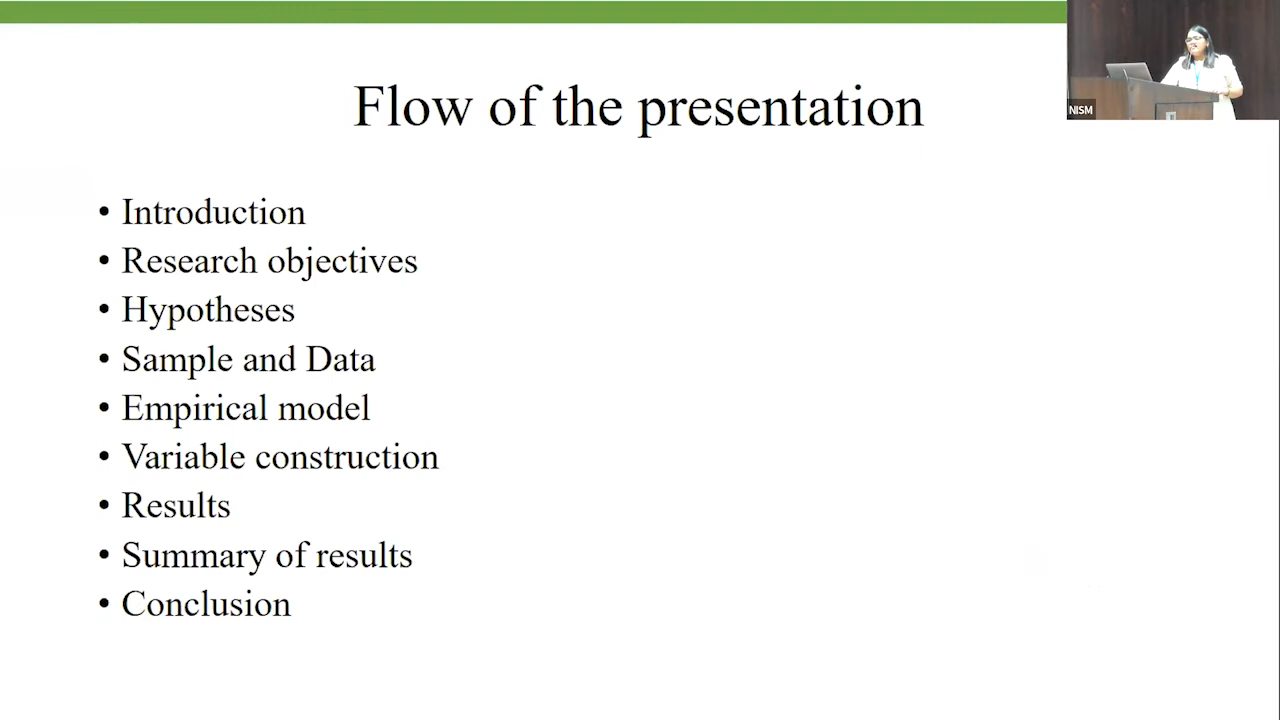 Flow of the presentation
NISM
• Introduction
• Research objectives
• Hypotheses
• Sample and Data
• Empirical model
• Variable construction
• Results
• Summary of results
• Conclusion